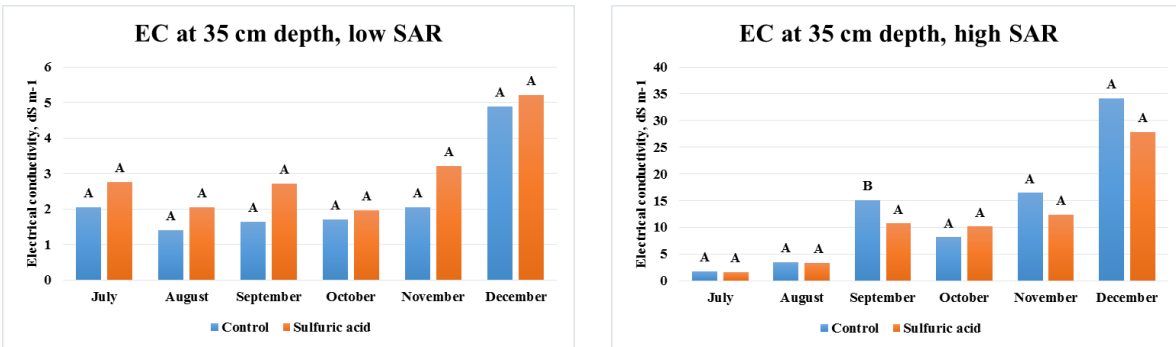 EC at 35 cm depth, low SAR
Electrical conductivity, dS m-1
6
5
4
3
2
1
0
A A A A A A A A A A A A
July August September October November December
Control Sulfuric acid
EC at 35 cm depth, high SAR
Electrical conductivity, dS m-1
40
35
30
25
20
15
10
5
0
A A A A B A A A A A A A
July August September October November December
Control Sulfuric acid